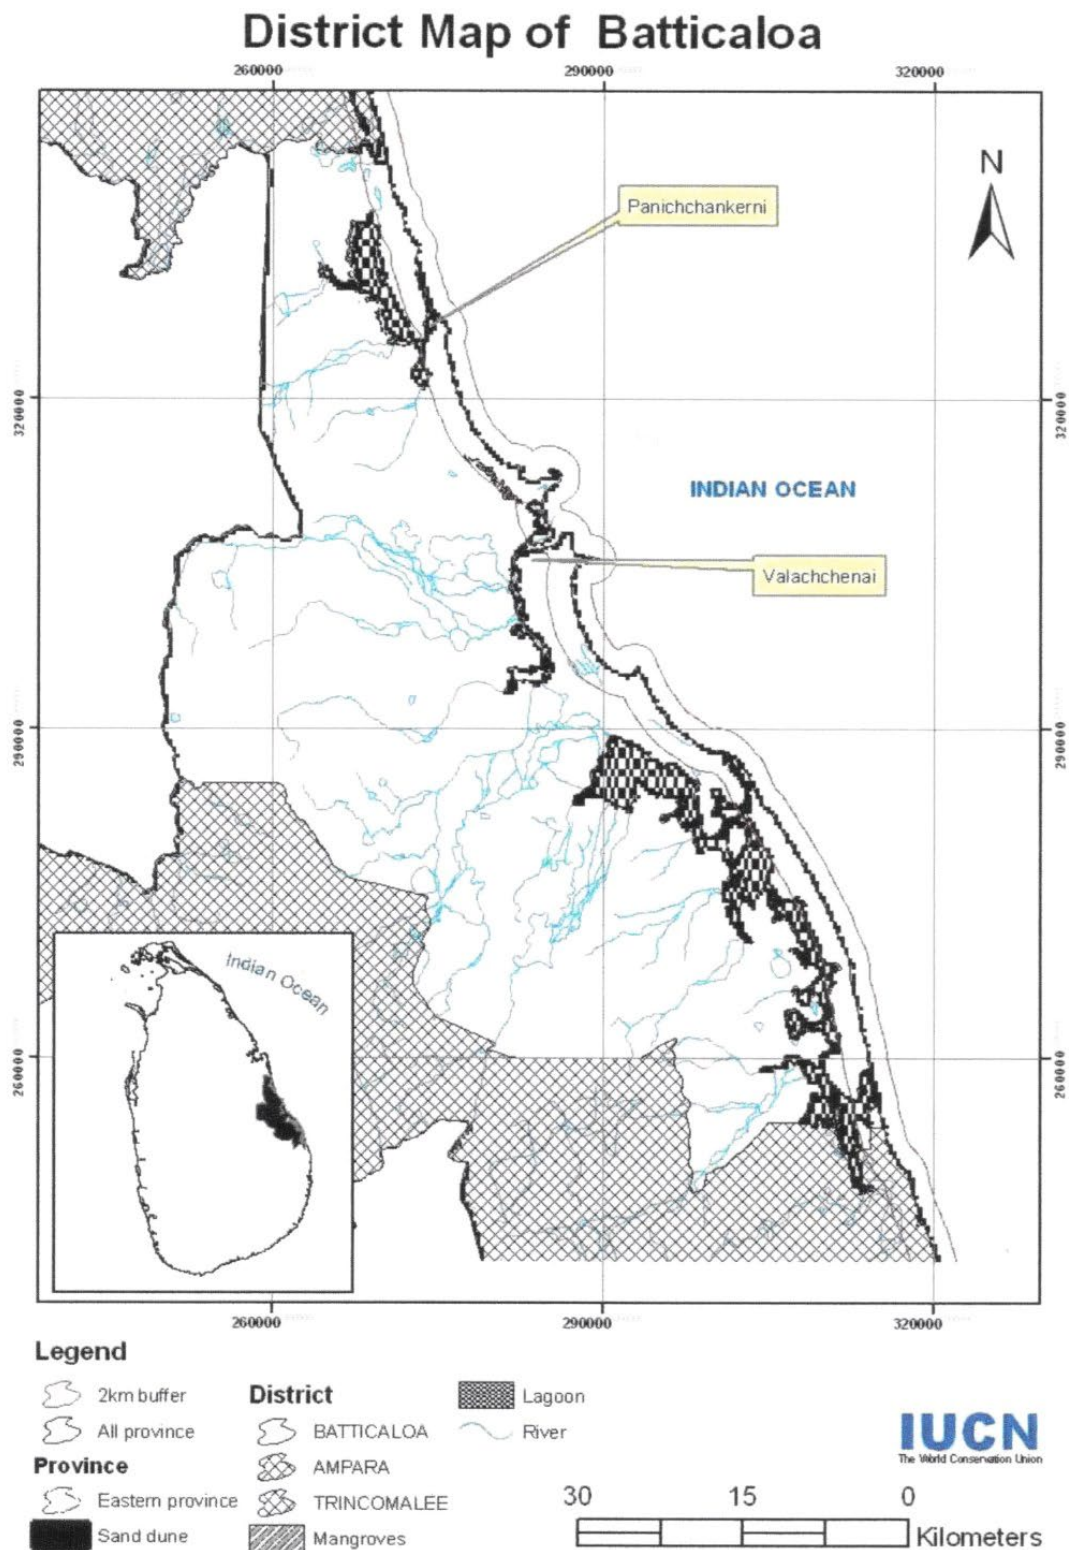 District Map of Batticaloa
260000
290000
320000
N
Panichchankerni
320000
320000
INDIAN OCEAN
Valachchenai
290000
290000
Indian Ocean
260000
260000
260000
290000
320000
Legend
2km buffer
All province
Province
Eastern province
Sand dune
District
BATTICALOA
AMPARA
TRINCOMALEE
Mangroves
Lagoon
River
IUCN
The World Conservation Union
30
15
0
Kilometers